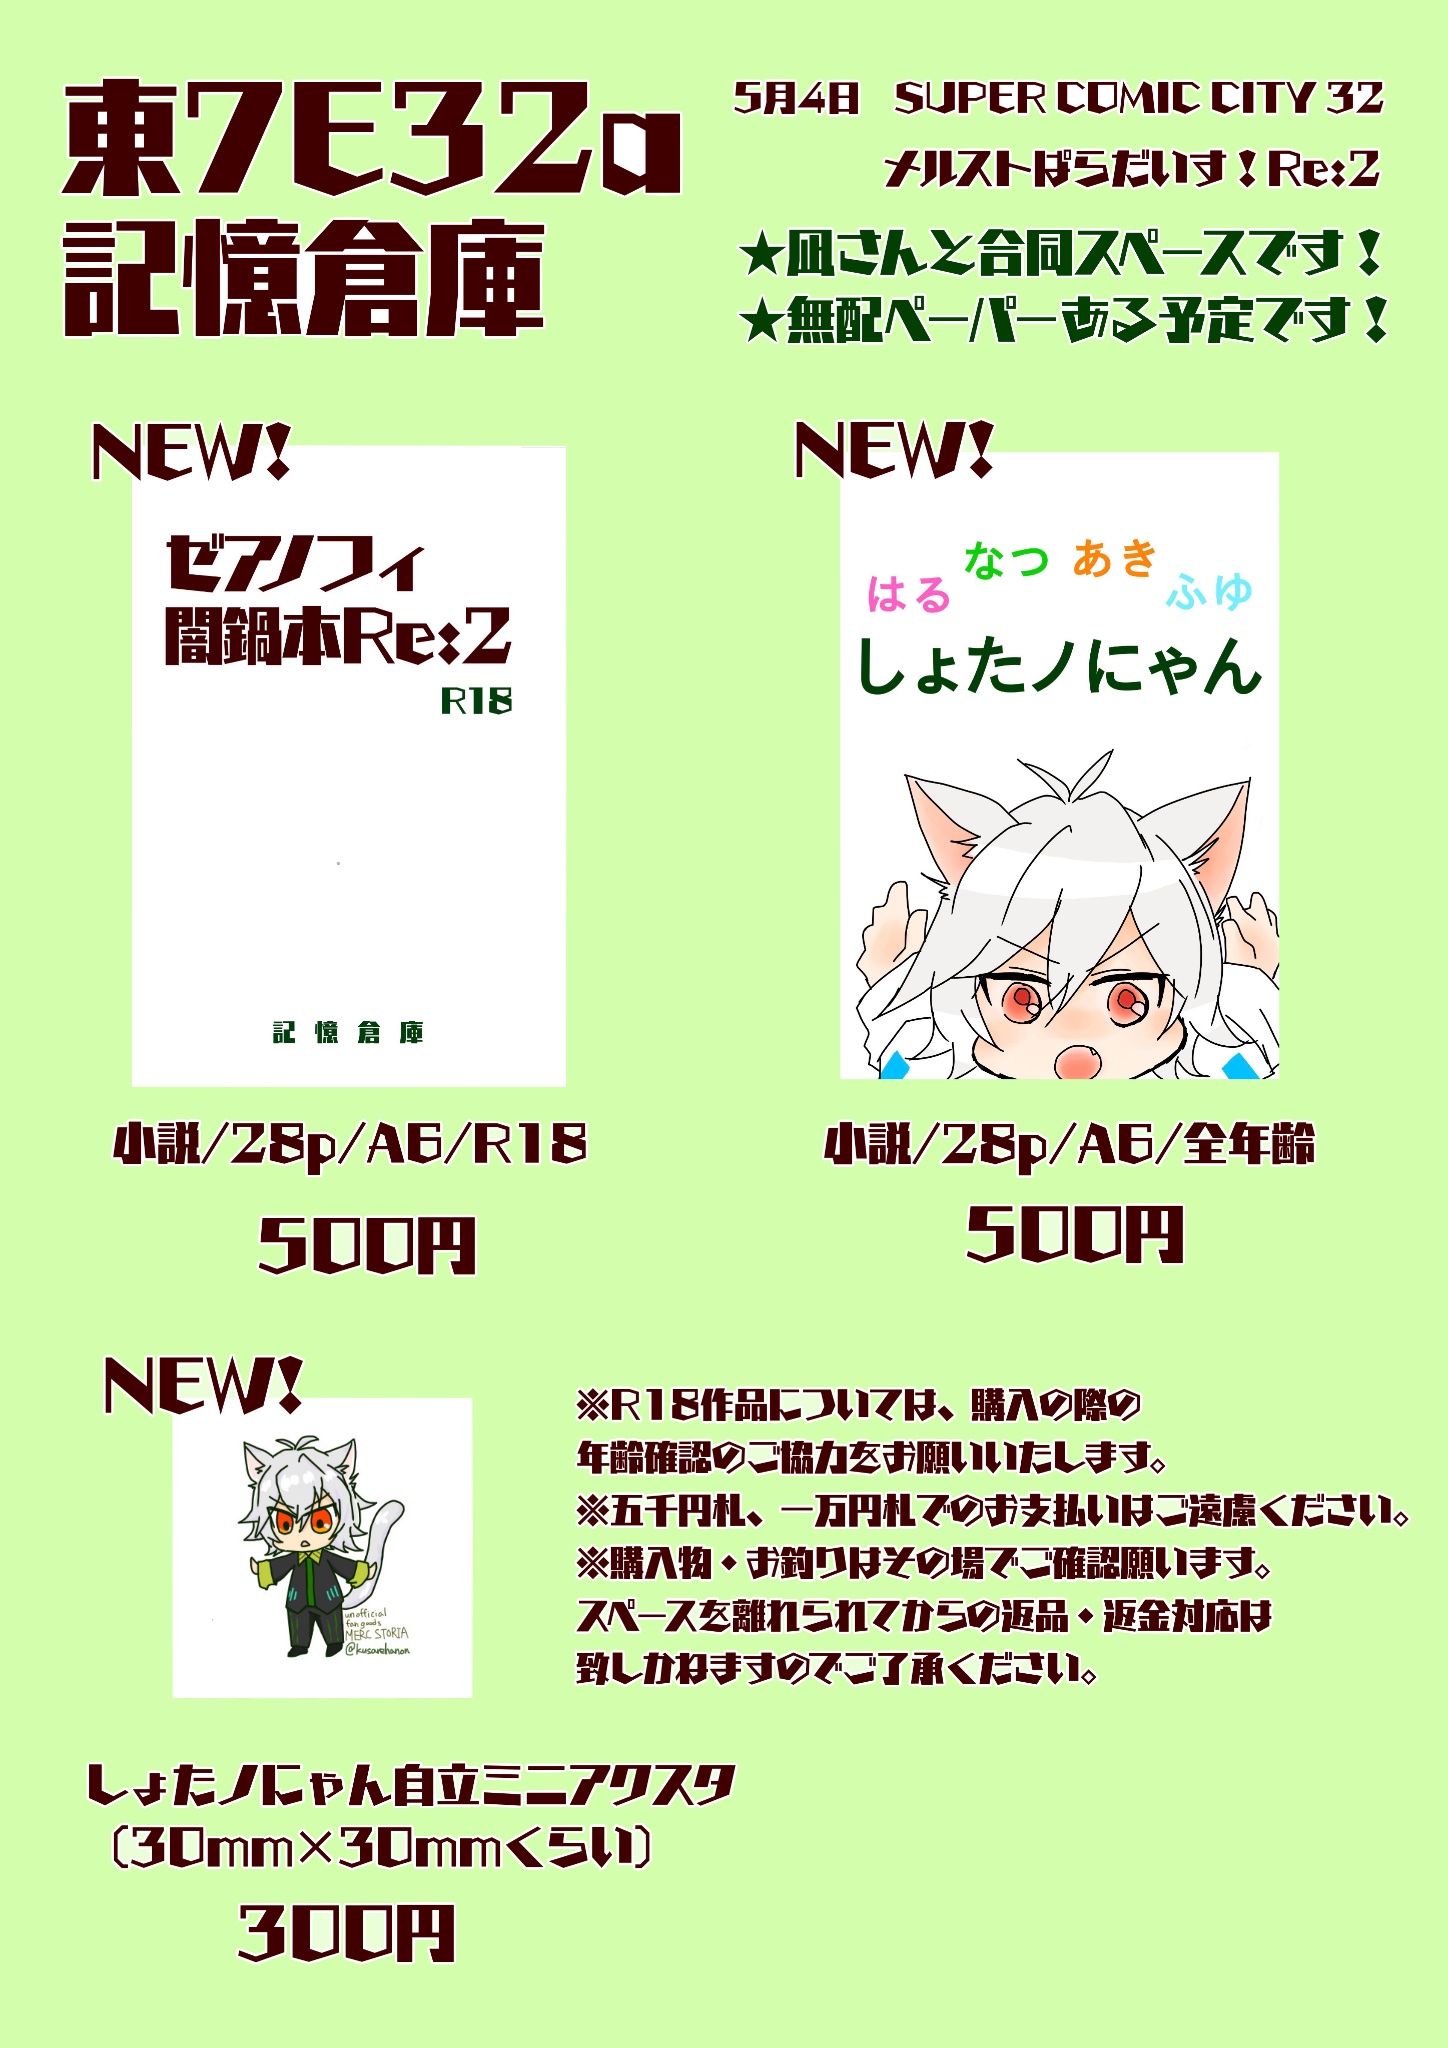 東7E32a
記憶倉庫
5月4日 SUPER COMIC CITY 32
メルストぱらだいす！Re:2
★凪さんと合同スペースです！
★無配ペーパーある予定です！
NEW!
ゼアノフィ
闇鍋本Re:2
R18
記憶倉庫
小説/28p/A6/R18
500円
NEW!
はる なつ あき ふゆ
しょたノにゃん
小説/28p/A6/全年齢
500円
NEW!
unofficial
fan goods
MERC STORIA
@kusarehanon
しょたノにゃん自立ミニアクスタ
（30mm×30mmくらい）
300円
※R18作品については、購入の際の
年齢確認のご協力をお願いいたします。
※五千円札、一万円札でのお支払いはご遠慮ください。
※購入物・お釣りはその場でご確認願います。
スペースを離れられてからの返品・返金対応は
致しかねますのでご了承ください。